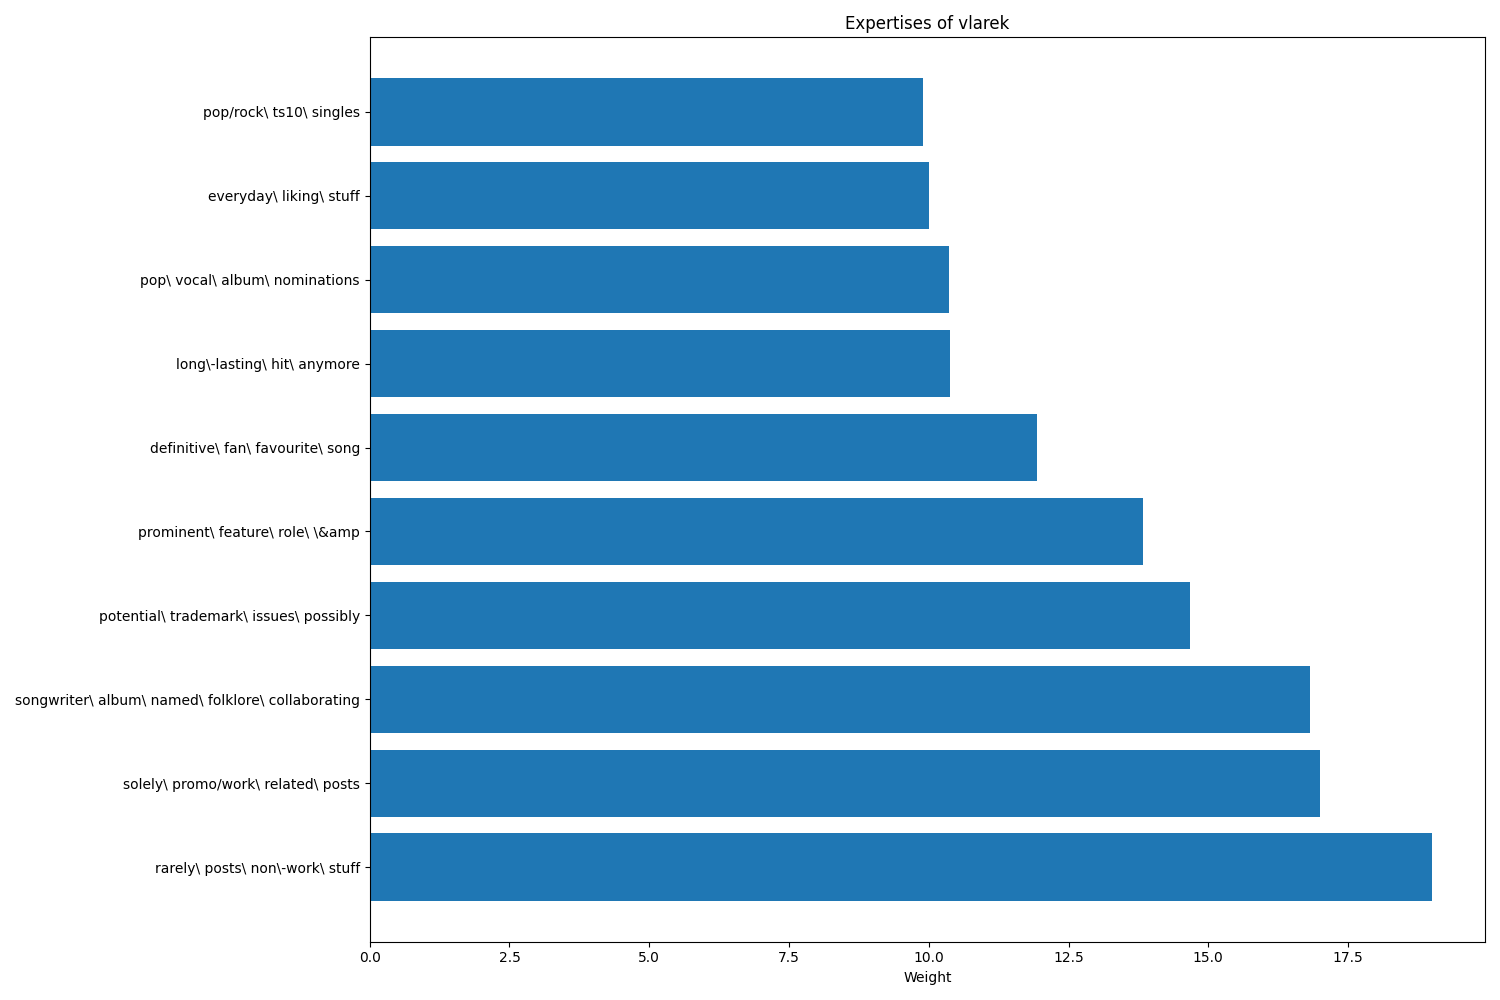 Expertises of vlarek
pop/rock\ ts10\ singles
everyday\ liking\ stuff
pop\ vocal\ album\ nominations
long\-lasting\ hit\ anymore
definitive\ fan\ favourite\ song
prominent\ feature\ role\ \&amp
potential\ trademark\ issues\ possibly
songwriter\ album\ named\ folklore\ collaborating
solely\ promo/work\ related\ posts
rarely\ posts\ non\-work\ stuff
0.0 2.5 5.0 7.5 10.0 12.5 15.0 17.5
Weight